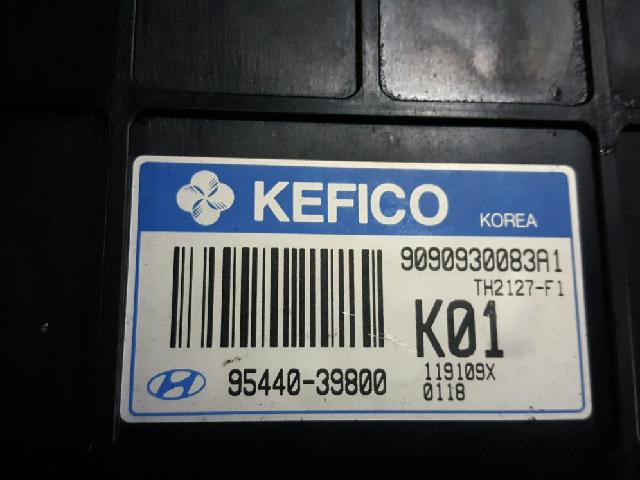 KEFICO KOREA
9090930083A1
TH2127-F1
K01
95440-39800
119109X
0118